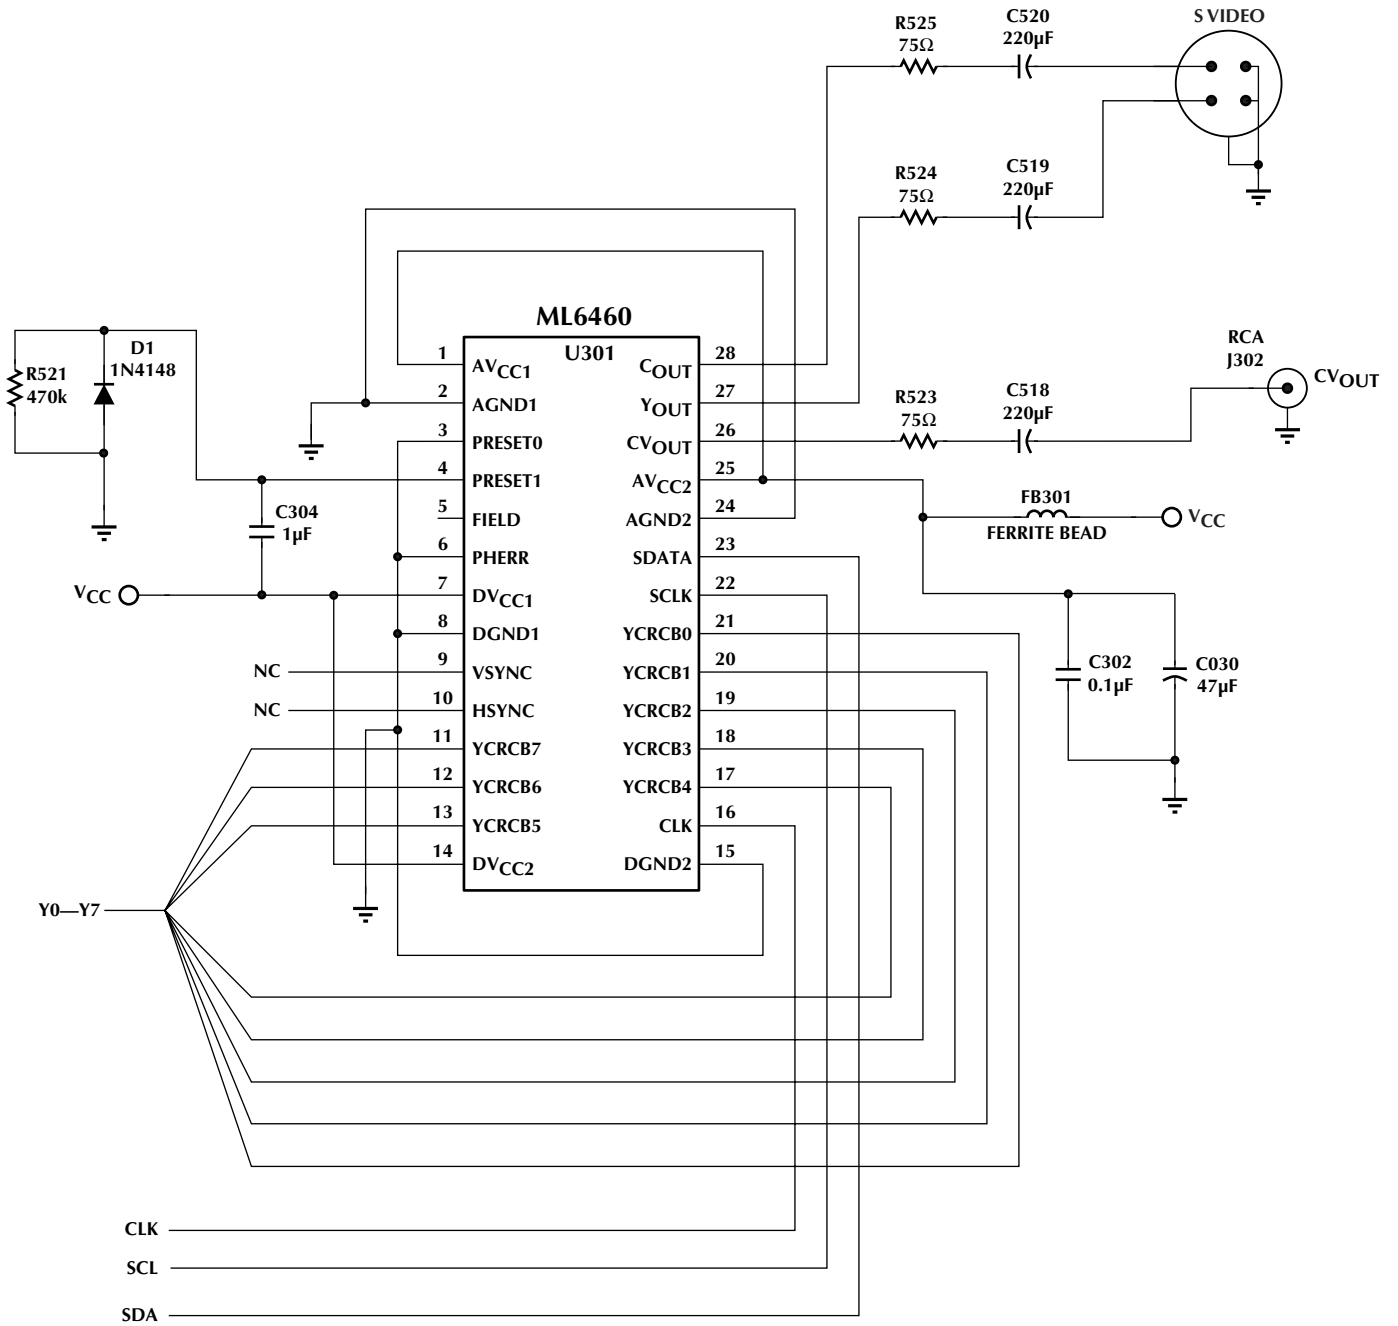 R525
75Ω
C520
220µF
S VIDEO
R524
75Ω
C519
220µF
ML6460
U301
D1
1N4148
R521
470k
RCA
J302
CVOUT
R523
75Ω
C518
220µF
1 AVCC1
2 AGND1
3 PRESET0
4 PRESET1
5 FIELD
6 PHERR
7 DVCC1
8 DGND1
9 VSYNC
10 HSYNC
11 YCRCB7
12 YCRCB6
13 YCRCB5
14 DVCC2
COUT 28
YOUT 27
CVOUT 26
AVCC2 25
AGND2 24
SDATA 23
SCLK 22
YCRCB0 21
YCRCB1 20
YCRCB2 19
YCRCB3 18
YCRCB4 17
CLK 16
DGND2 15
C304
1µF
VCC
NC
NC
FB301
FERRITE BEAD
VCC
C302
0.1µF
C030
47µF
Y0—Y7
CLK
SCL
SDA